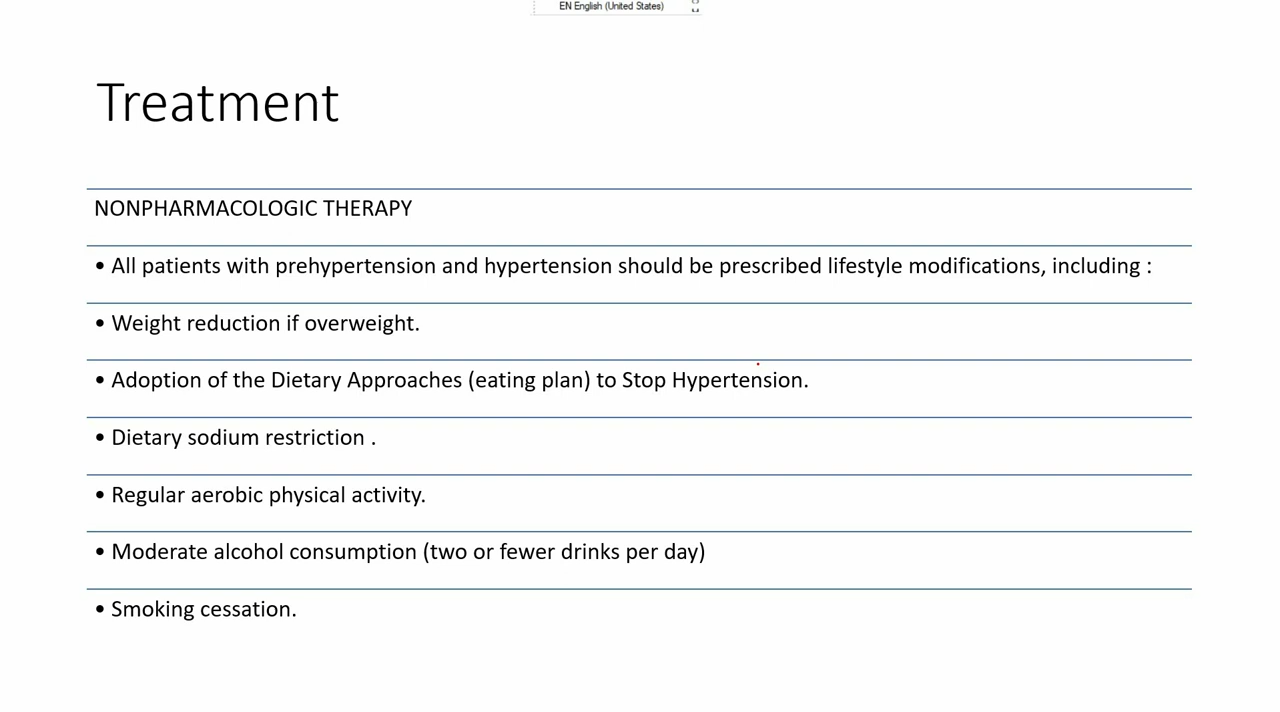 EN English (United States)
Treatment
NONPHARMACOLOGIC THERAPY
• All patients with prehypertension and hypertension should be prescribed lifestyle modifications, including :
• Weight reduction if overweight.
• Adoption of the Dietary Approaches (eating plan) to Stop Hypertension.
• Dietary sodium restriction .
• Regular aerobic physical activity.
• Moderate alcohol consumption (two or fewer drinks per day)
• Smoking cessation.